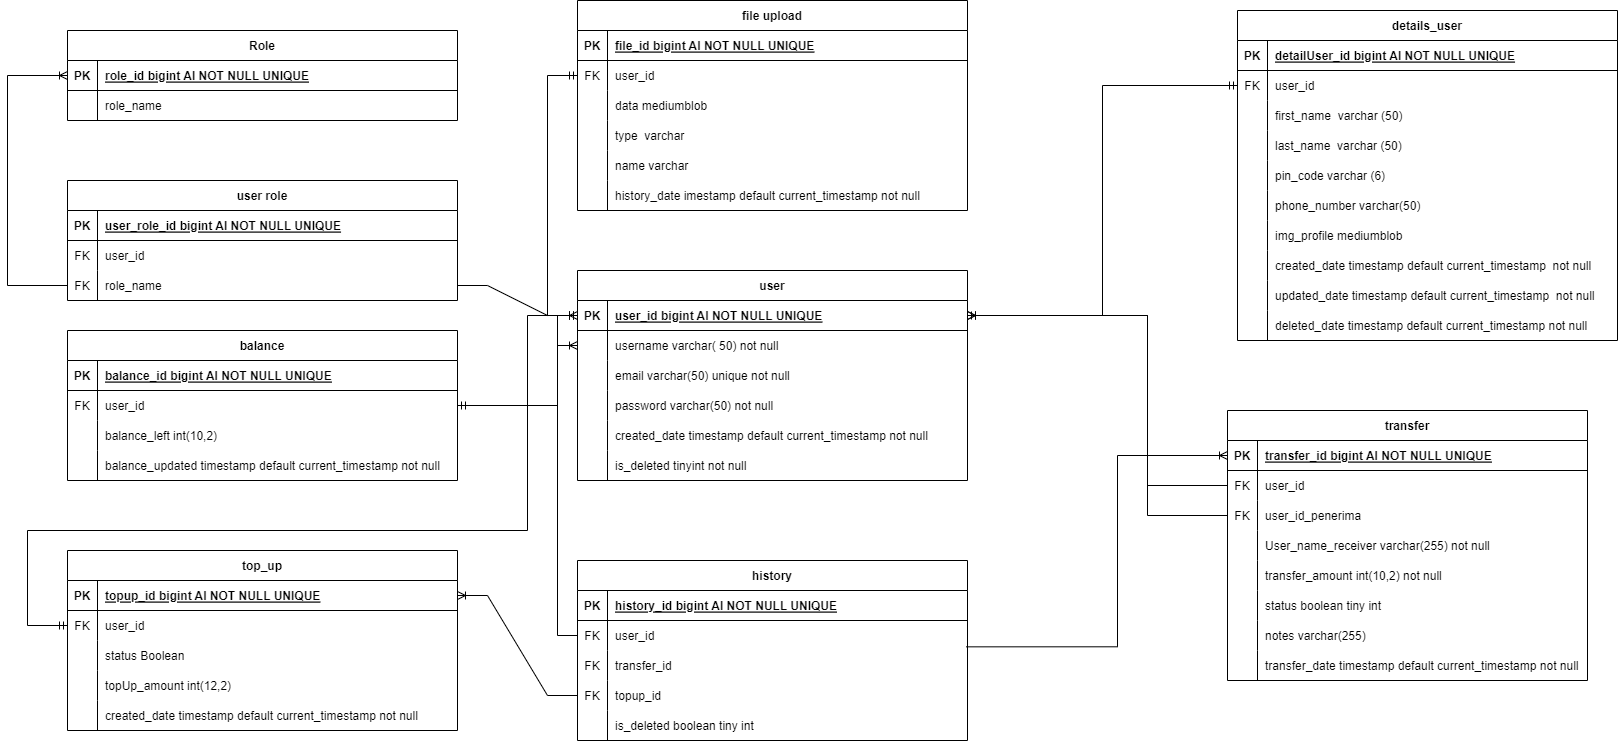 Role
PK role_id bigint AI NOT NULL UNIQUE
role_name
user role
PK user_role_id bigint AI NOT NULL UNIQUE
FK user_id
FK role_name
balance
PK balance_id bigint AI NOT NULL UNIQUE
FK user_id
balance_left int(10,2)
balance_updated timestamp default current_timestamp not null
top_up
PK topup_id bigint AI NOT NULL UNIQUE
FK user_id
status Boolean
topUp_amount int(12,2)
created_date timestamp default current_timestamp not null
file upload
PK file_id bigint AI NOT NULL UNIQUE
FK user_id
data mediumblob
type varchar
name varchar
history_date imestamp default current_timestamp not null
user
PK user_id bigint AI NOT NULL UNIQUE
username varchar( 50) not null
email varchar(50) unique not null
password varchar(50) not null
created_date timestamp default current_timestamp not null
is_deleted tinyint not null
history
PK history_id bigint AI NOT NULL UNIQUE
FK user_id
FK transfer_id
FK topup_id
is_deleted boolean tiny int
details_user
PK detailUser_id bigint AI NOT NULL UNIQUE
FK user_id
first_name varchar (50)
last_name varchar (50)
pin_code varchar (6)
phone_number varchar(50)
img_profile mediumblob
created_date timestamp default current_timestamp not null
updated_date timestamp default current_timestamp not null
deleted_date timestamp default current_timestamp not null
transfer
PK transfer_id bigint AI NOT NULL UNIQUE
FK user_id
FK user_id_penerima
User_name_receiver varchar(255) not null
transfer_amount int(10,2) not null
status boolean tiny int
notes varchar(255)
transfer_date timestamp default current_timestamp not null